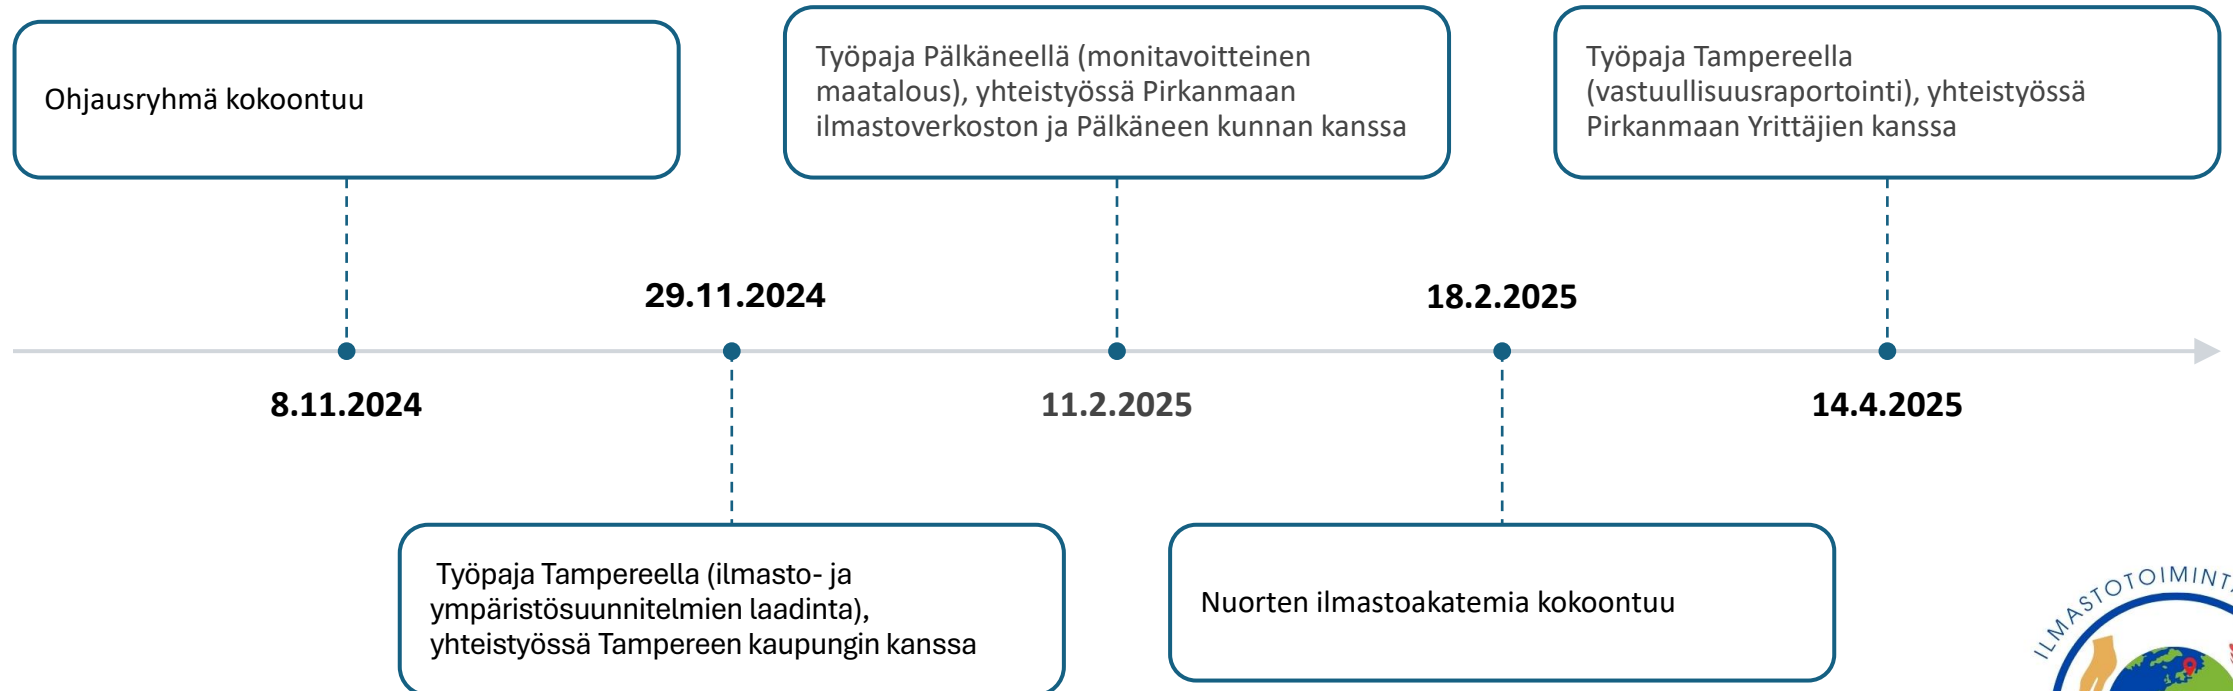 Ohjausryhmä kokoontuu
Työpaja Pälkäneellä (monitavoitteinen
maatalous), yhteistyössä Pirkanmaan
ilmastoverkoston ja Pälkäneen kunnan kanssa
Työpaja Tampereella
(vastuullisuusraportointi), yhteistyössä
Pirkanmaan Yrittäjien kanssa
29.11.2024
18.2.2025
8.11.2024
11.2.2025
14.4.2025
Työpaja Tampereella (ilmasto- ja
ympäristösuunnitelmien laadinta),
yhteistyössä Tampereen kaupungin kanssa
Nuorten ilmastoakatemia kokoontuu